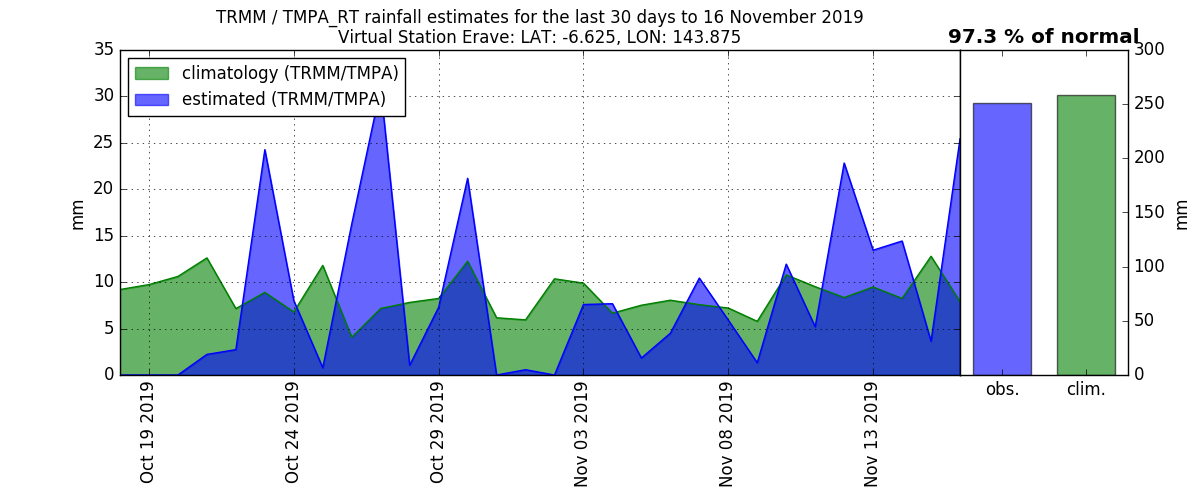 TRMM / TMPA_RT rainfall estimates for the last 30 days to 16 November 2019
Virtual Station Erave: LAT: -6.625, LON: 143.875
97.3 % of normal
climatology (TRMM/TMPA)
estimated (TRMM/TMPA)
mm
35
30
25
20
15
10
5
0
Oct 19 2019
Oct 24 2019
Oct 29 2019
Nov 03 2019
Nov 08 2019
Nov 13 2019
obs.
clim.
300
250
200
150
100
50
0
mm